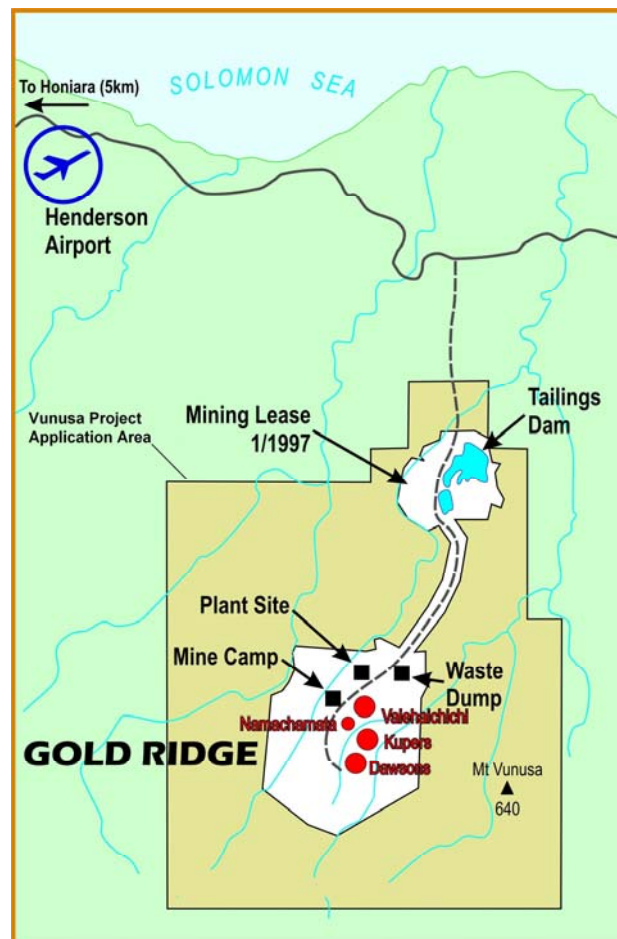 SOLOMON SEA
To Honiara (5km)
Henderson
Airport
Tailings
Dam
Mining Lease
1/1997
Vunusa Project
Application Area
Plant Site
Mine Camp
Waste
Dump
Valehaichichi
Namachamata
Kupers
GOLD RIDGE
Dawsons
Mt Vunusa
640